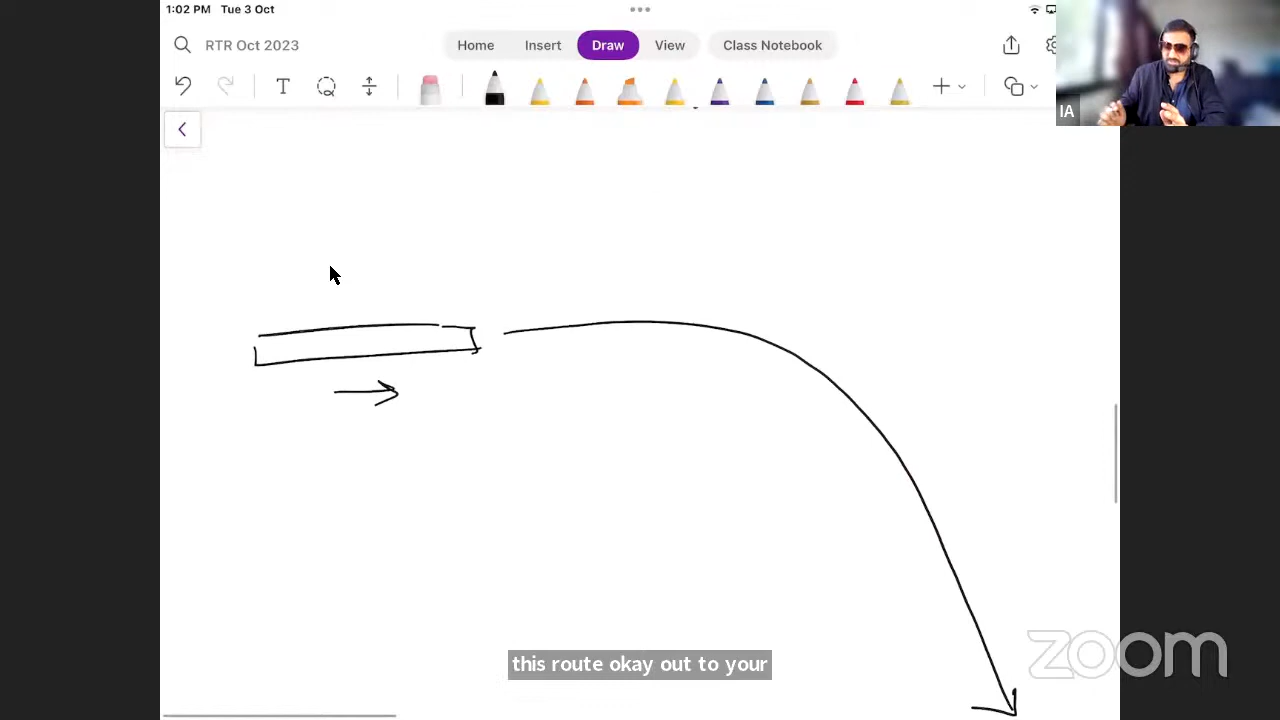 1:02 PM Tue 3 Oct
RTR Oct 2023
Home Insert Draw View Class Notebook
T
IA
this route okay out to your
zoom